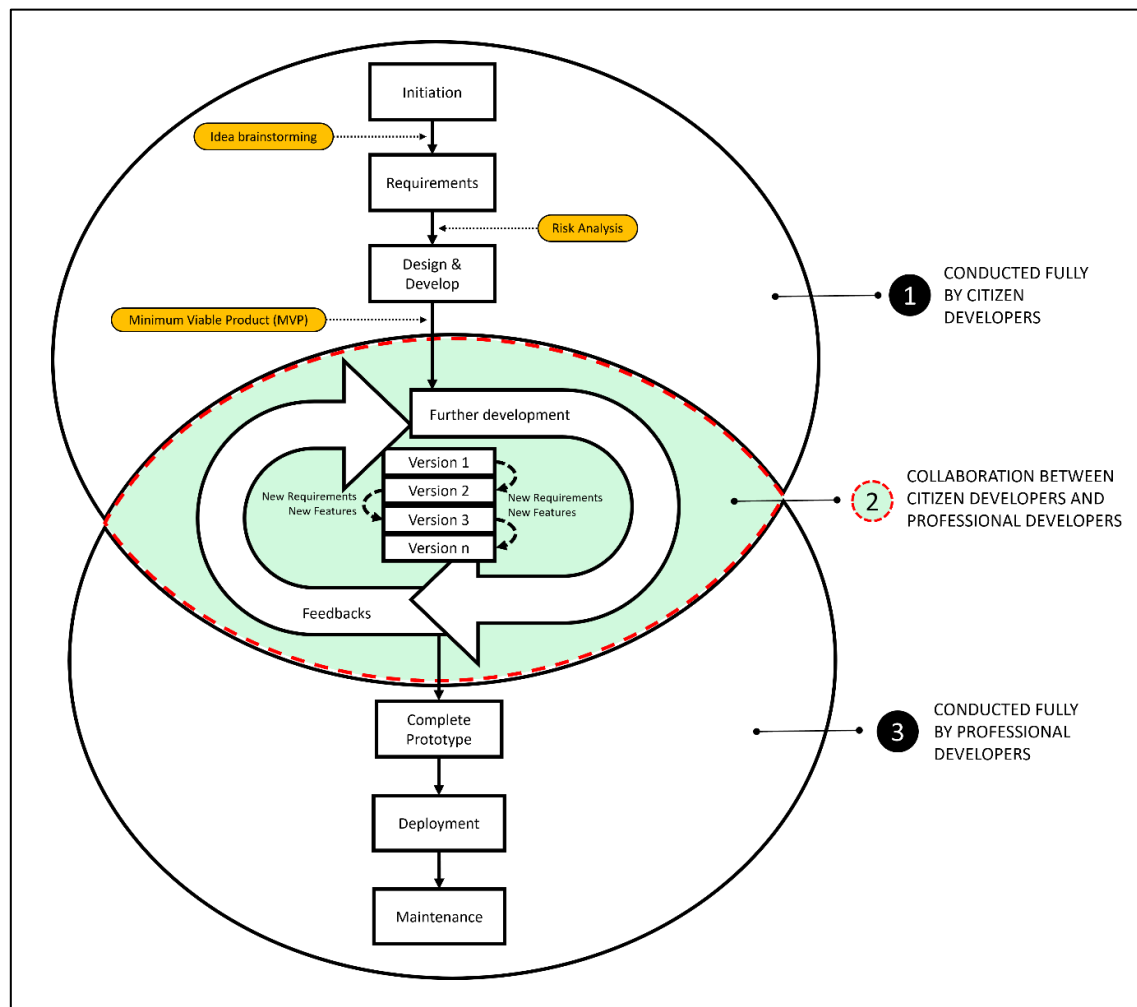 Initiation
Idea brainstorming
Requirements
Risk Analysis
Design &
Develop
1
CONDUCTED FULLY
BY CITIZEN
DEVELOPERS
Minimum Viable Product (MVP)
Further development
Version 1
Version 2
Version 3
Version n
New Requirements
New Features
New Requirements
New Features
2
COLLABORATION BETWEEN
CITIZEN DEVELOPERS AND
PROFESSIONAL DEVELOPERS
Feedbacks
Complete
Prototype
3
CONDUCTED FULLY
BY PROFESSIONAL
DEVELOPERS
Deployment
Maintenance